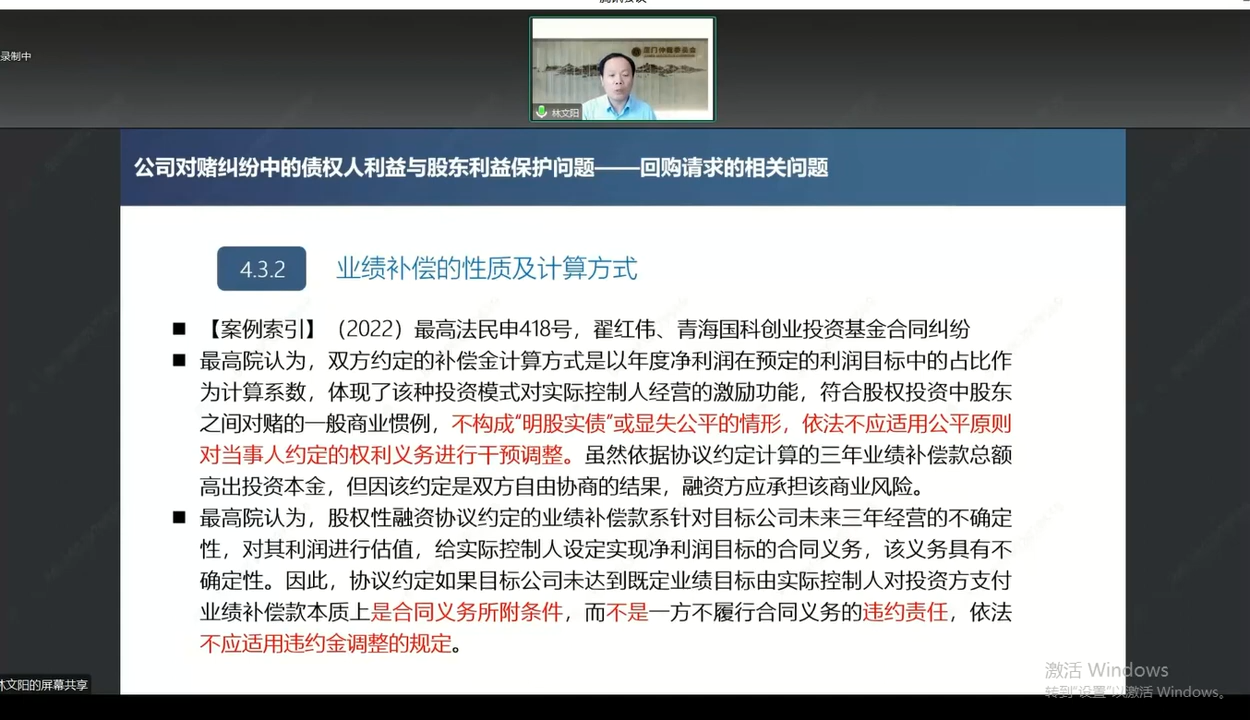 录制中
林文阳
公司对赌纠纷中的债权人利益与股东利益保护问题——回购请求的相关问题
4.3.2 业绩补偿的性质及计算方式
■ 【案例索引】（2022）最高法民申418号，翟红伟、青海国科创业投资基金合同纠纷
■ 最高院认为，双方约定的补偿金计算方式是以年度净利润在预定的利润目标中的占比作
为计算系数，体现了该种投资模式对实际控制人经营的激励功能，符合股权投资中股东
之间对赌的一般商业惯例，不构成“明股实债”或显失公平的情形，依法不应适用公平原则
对当事人约定的权利义务进行干预调整。虽然依据协议约定计算的三年业绩补偿款总额
高出投资本金，但因该约定是双方自由协商的结果，融资方应承担该商业风险。
■ 最高院认为，股权性融资协议约定的业绩补偿款系针对目标公司未来三年经营的不确定
性，对其利润进行估值，给实际控制人设定实现净利润目标的合同义务，该义务具有不
确定性。因此，协议约定如果目标公司未达到既定业绩目标由实际控制人对投资方支付
业绩补偿款本质上是合同义务所附条件，而不是一方不履行合同义务的违约责任，依法
不应适用违约金调整的规定。
激活 Windows
转到“设置”以激活 Windows。
林文阳的屏幕共享